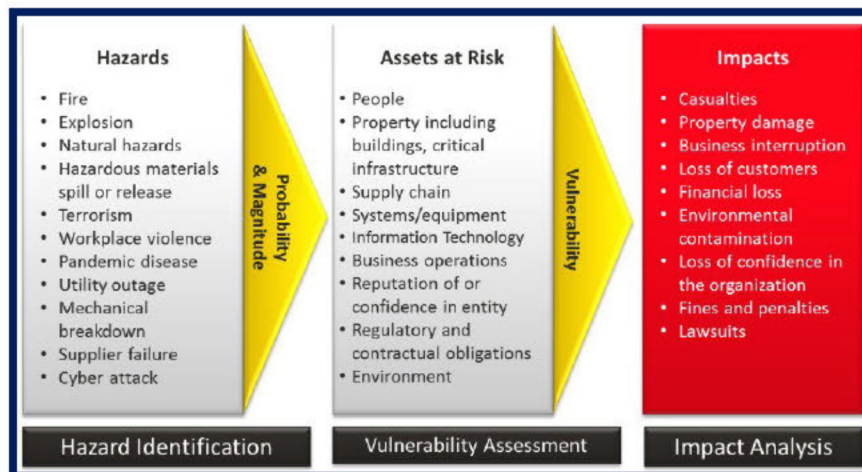 Hazards
• Fire
• Explosion
• Natural hazards
• Hazardous materials
spill or release
• Terrorism
• Workplace violence
• Pandemic disease
• Utility outage
• Mechanical
breakdown
• Supplier failure
• Cyber attack
Probability
& Magnitude
Assets at Risk
• People
• Property including
buildings, critical
infrastructure
• Supply chain
• Systems/equipment
• Information Technology
• Business operations
• Reputation of or
confidence in entity
• Regulatory and
contractual obligations
• Environment
Vulnerability
Impacts
• Casualties
• Property damage
• Business interruption
• Loss of customers
• Financial loss
• Environmental
contamination
• Loss of confidence in
the organization
• Fines and penalties
• Lawsuits
Hazard Identification
Vulnerability Assessment
Impact Analysis